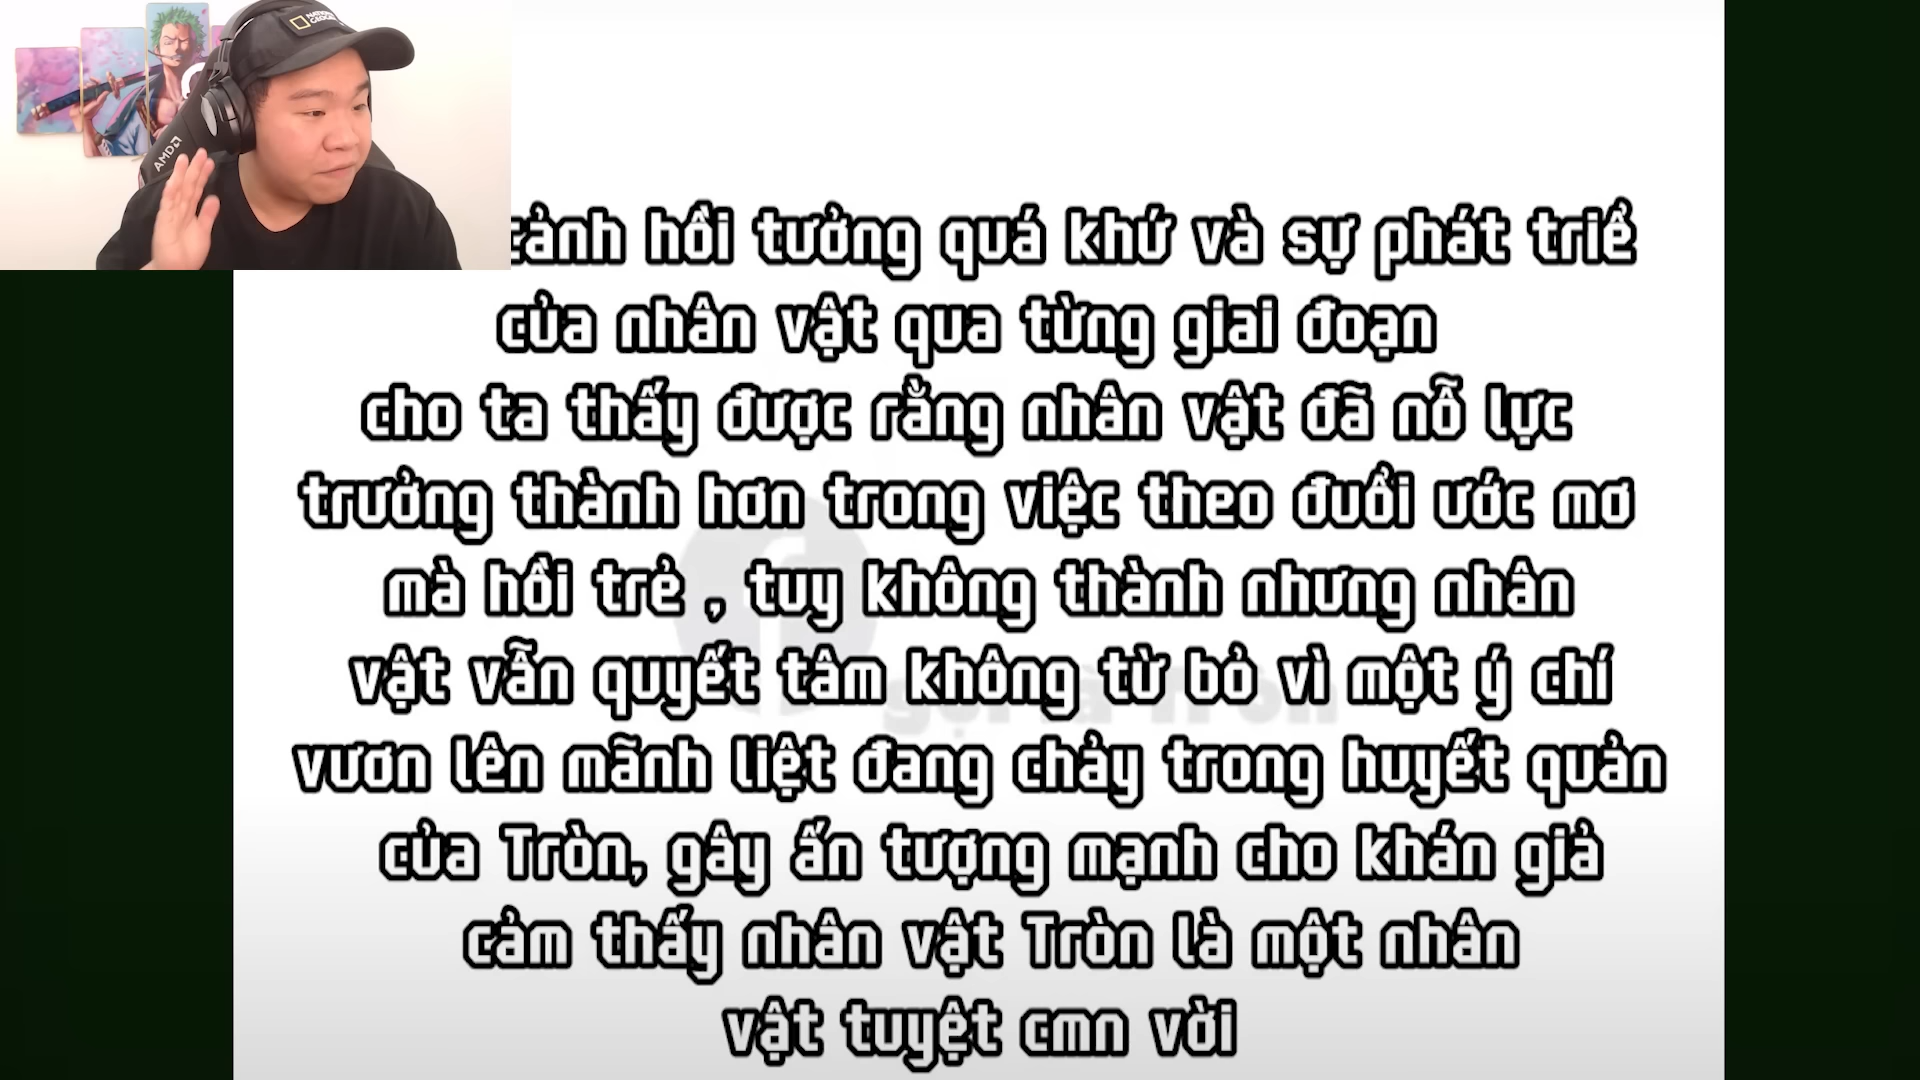 NATIONAL GEOGRAPHIC
AMD
hồi tưởng quá khứ và sự phát triể
của nhân vật qua từng giai đoạn
cho ta thấy được rằng nhân vật đã nỗ lực
trưởng thành hơn trong việc theo đuổi ước mơ
mà hồi trẻ , tuy không thành nhưng nhân
vật vẫn quyết tâm không từ bỏ vì một ý chí
vươn lên mãnh liệt đang chảy trong huyết quản
của Tròn, gây ấn tượng mạnh cho khán giả
cảm thấy nhân vật Tròn là một nhân
vật tuyệt cmn vời